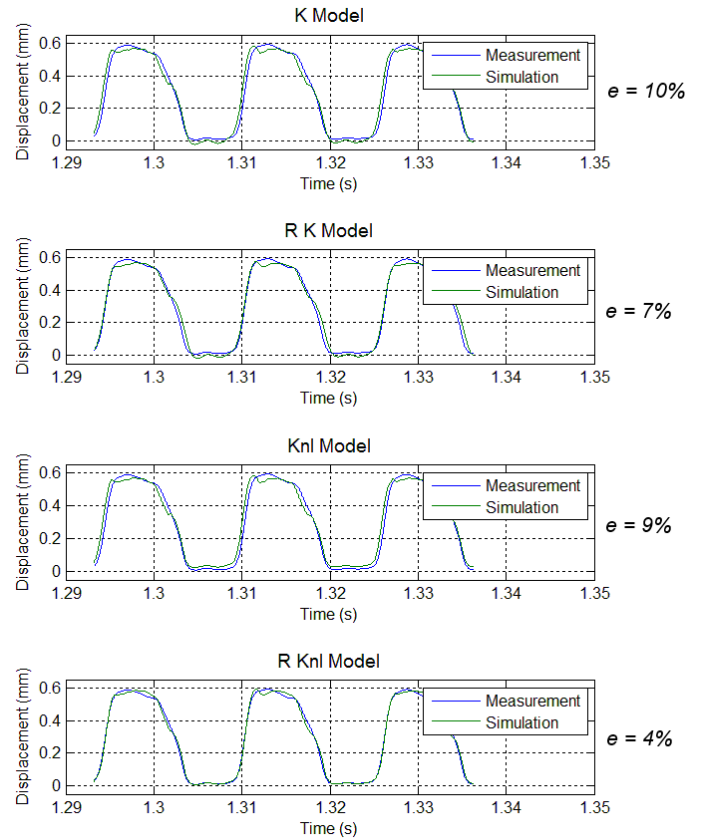 K Model
Displacement (mm)
0.6
0.4
0.2
0
Measurement
Simulation
e = 10%
1.29 1.3 1.31 1.32 1.33 1.34 1.35
Time (s)
R K Model
Displacement (mm)
0.6
0.4
0.2
0
Measurement
Simulation
e = 7%
1.29 1.3 1.31 1.32 1.33 1.34 1.35
Time (s)
Knl Model
Displacement (mm)
0.6
0.4
0.2
0
Measurement
Simulation
e = 9%
1.29 1.3 1.31 1.32 1.33 1.34 1.35
Time (s)
R Knl Model
Displacement (mm)
0.6
0.4
0.2
0
Measurement
Simulation
e = 4%
1.29 1.3 1.31 1.32 1.33 1.34 1.35
Time (s)